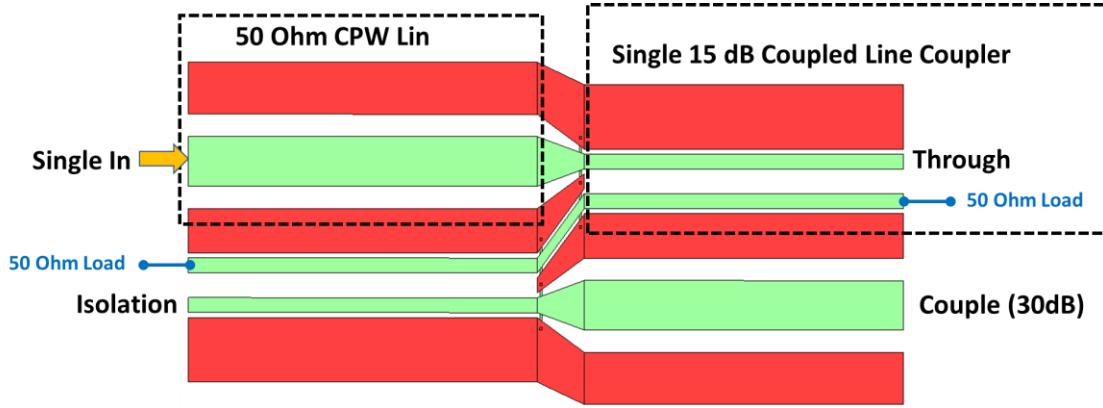 50 Ohm CPW Lin
Single 15 dB Coupled Line Coupler
Single In
Through
50 Ohm Load
50 Ohm Load
Isolation
Couple (30dB)